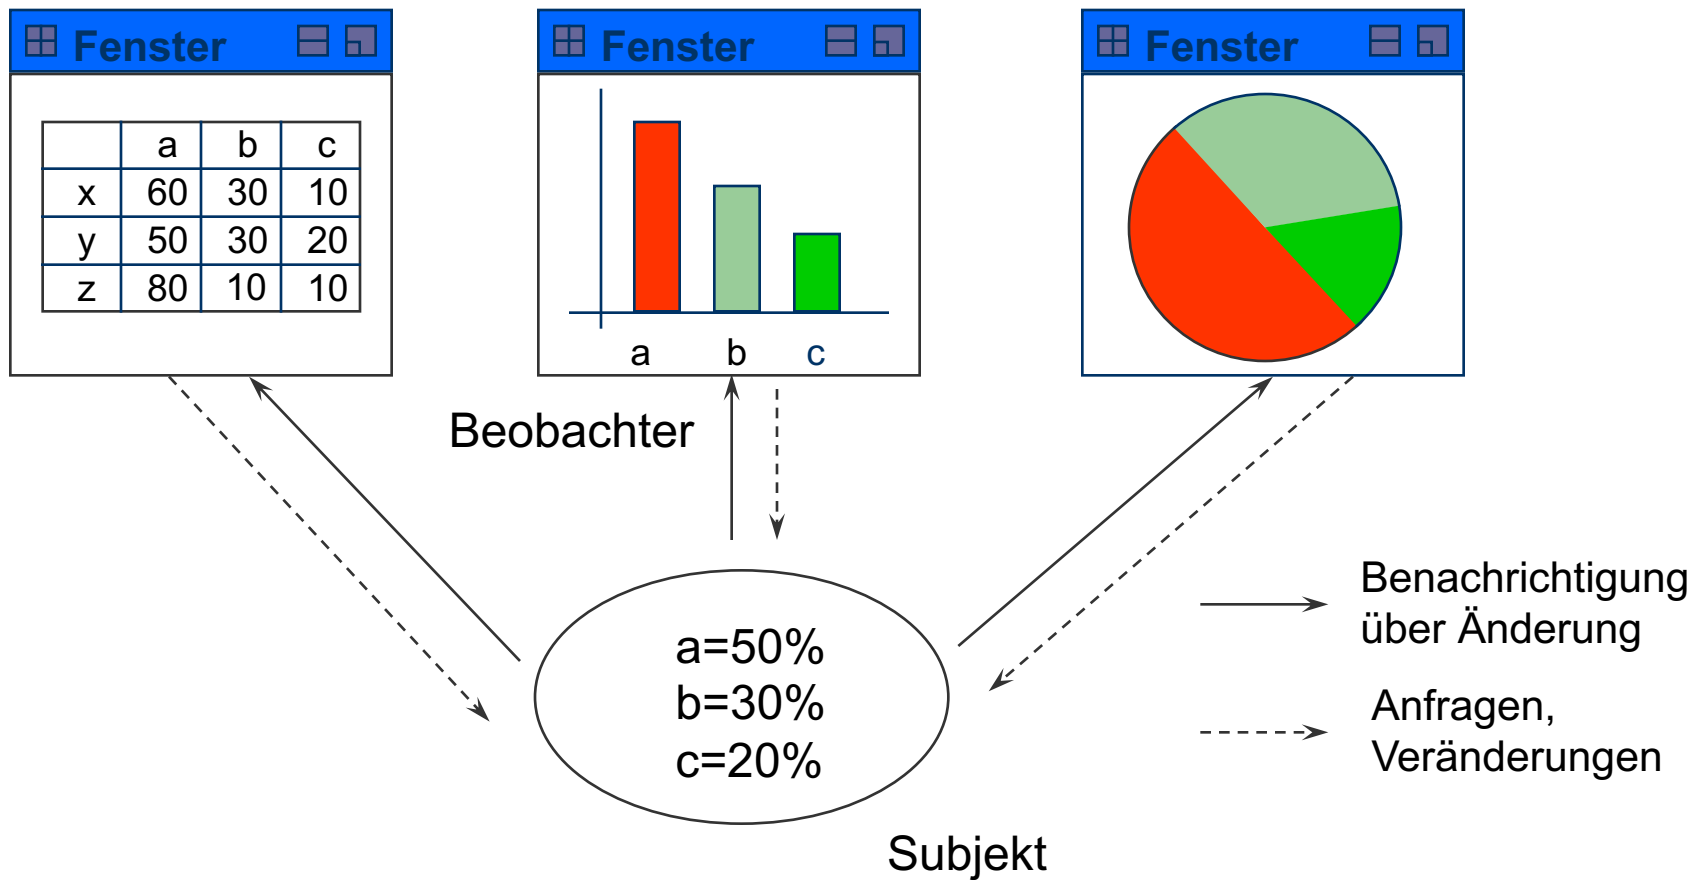 Fenster
a b c
x 60 30 10
y 50 30 20
z 80 10 10
Fenster
a b c
Fenster
Beobachter
a=50%
b=30%
c=20%
Subjekt
Benachrichtigung
über Änderung
Anfragen,
Veränderungen